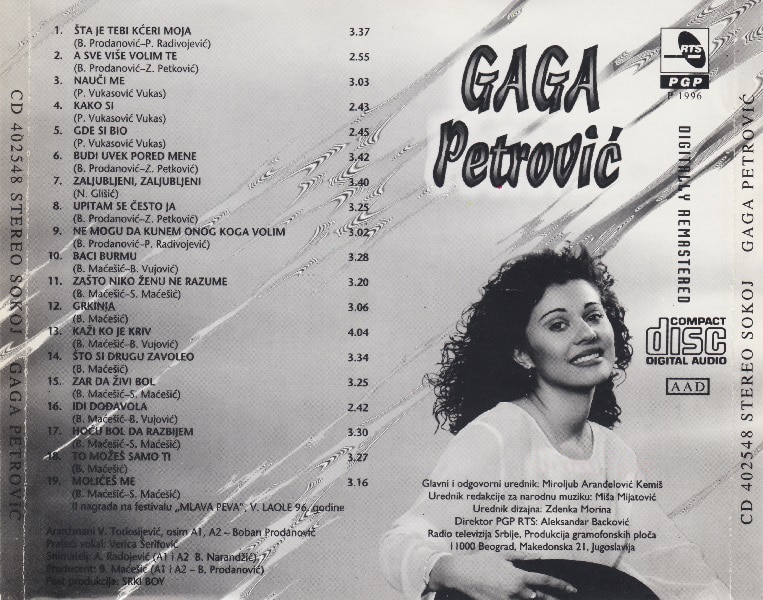 CD 402548 STEREO SOKOJ GAGA PETROVIĆ
1. ŠTA JE TEBI KĆERI MOJA 3.37
(B. Prodanović–P. Radivojević)
2. A SVE VIŠE VOLIM TE 2.55
(B. Prodanović–Z. Petković)
3. NAUČI ME 3.03
(P. Vukasović Vukas)
4. KAKO SI 2.43
(P. Vukasović Vukas)
5. GDE SI BIO 2.45
(P. Vukasović Vukas)
6. BUDI UVEK PORED MENE 3.42
(B. Prodanović–Z. Petković)
7. ZALJUBLJENI, ZALJUBLJENI 3.40
(N. Glišić)
8. UPITAM SE ČESTO JA 3.25
(B. Prodanović–Z. Petković)
9. NE MOGU DA KUNEM ONOG KOGA VOLIM 3.02
(B. Prodanović–P. Radivojević)
10. BACI BURMU 3.28
(B. Maćešić–B. Vujović)
11. ZAŠTO NIKO ŽENU NE RAZUME 3.20
(B. Maćešić–S. Maćešić)
12. GRKINJA 3.06
(B. Maćešić)
13. KAŽI KO JE KRIV 4.04
(B. Maćešić–B. Vujović)
14. ŠTO SI DRUGU ZAVOLEO 3.34
(B. Maćešić)
15. ZAR DA ŽIVI BOL 3.25
(B. Maćešić–S. Maćešić)
16. IDI DOĐAVOLA 2.42
(B. Maćešić–B. Vujović)
17. HOĆU BOL DA RAZBIJEM 3.30
(B. Maćešić–S. Maćešić)
18. TO MOŽEŠ SAMO TI 3.27
(B. Maćešić)
19. MOLIĆEŠ ME 3.16
(B. Maćešić–S. Maćešić)
II nagrada na festivalu „MLAVA PEVA”, V. LAOLE 96. godine
Aranžmani V. Todosijević, osim A1, A2 – Boban Prodanović
Prateći vokal: Verica Šerifović
Snimatelj: A. Radojević (A1 i A2 B. Narandžić)
Producent: B. Maćešić (A1 i A2 – B. Prodanović)
Post produkcija: SRKI BOY
GAGA
Petrović
RTS
PGP
P 1996
DIGITALLY REMASTERED
COMPACT
disc
DIGITAL AUDIO
AAD
Glavni i odgovorni urednik: Miroljub Aranđelović Kemiš
Urednik redakcije za narodnu muziku: Miša Mijatović
Urednik dizajna: Zdenka Morina
Direktor PGP RTS: Aleksandar Backović
Radio televizija Srbije, Produkcija gramofonskih ploča
11000 Beograd, Makedonska 21, Jugoslavija
CD 402548 STEREO SOKOJ GAGA PETROVIĆ